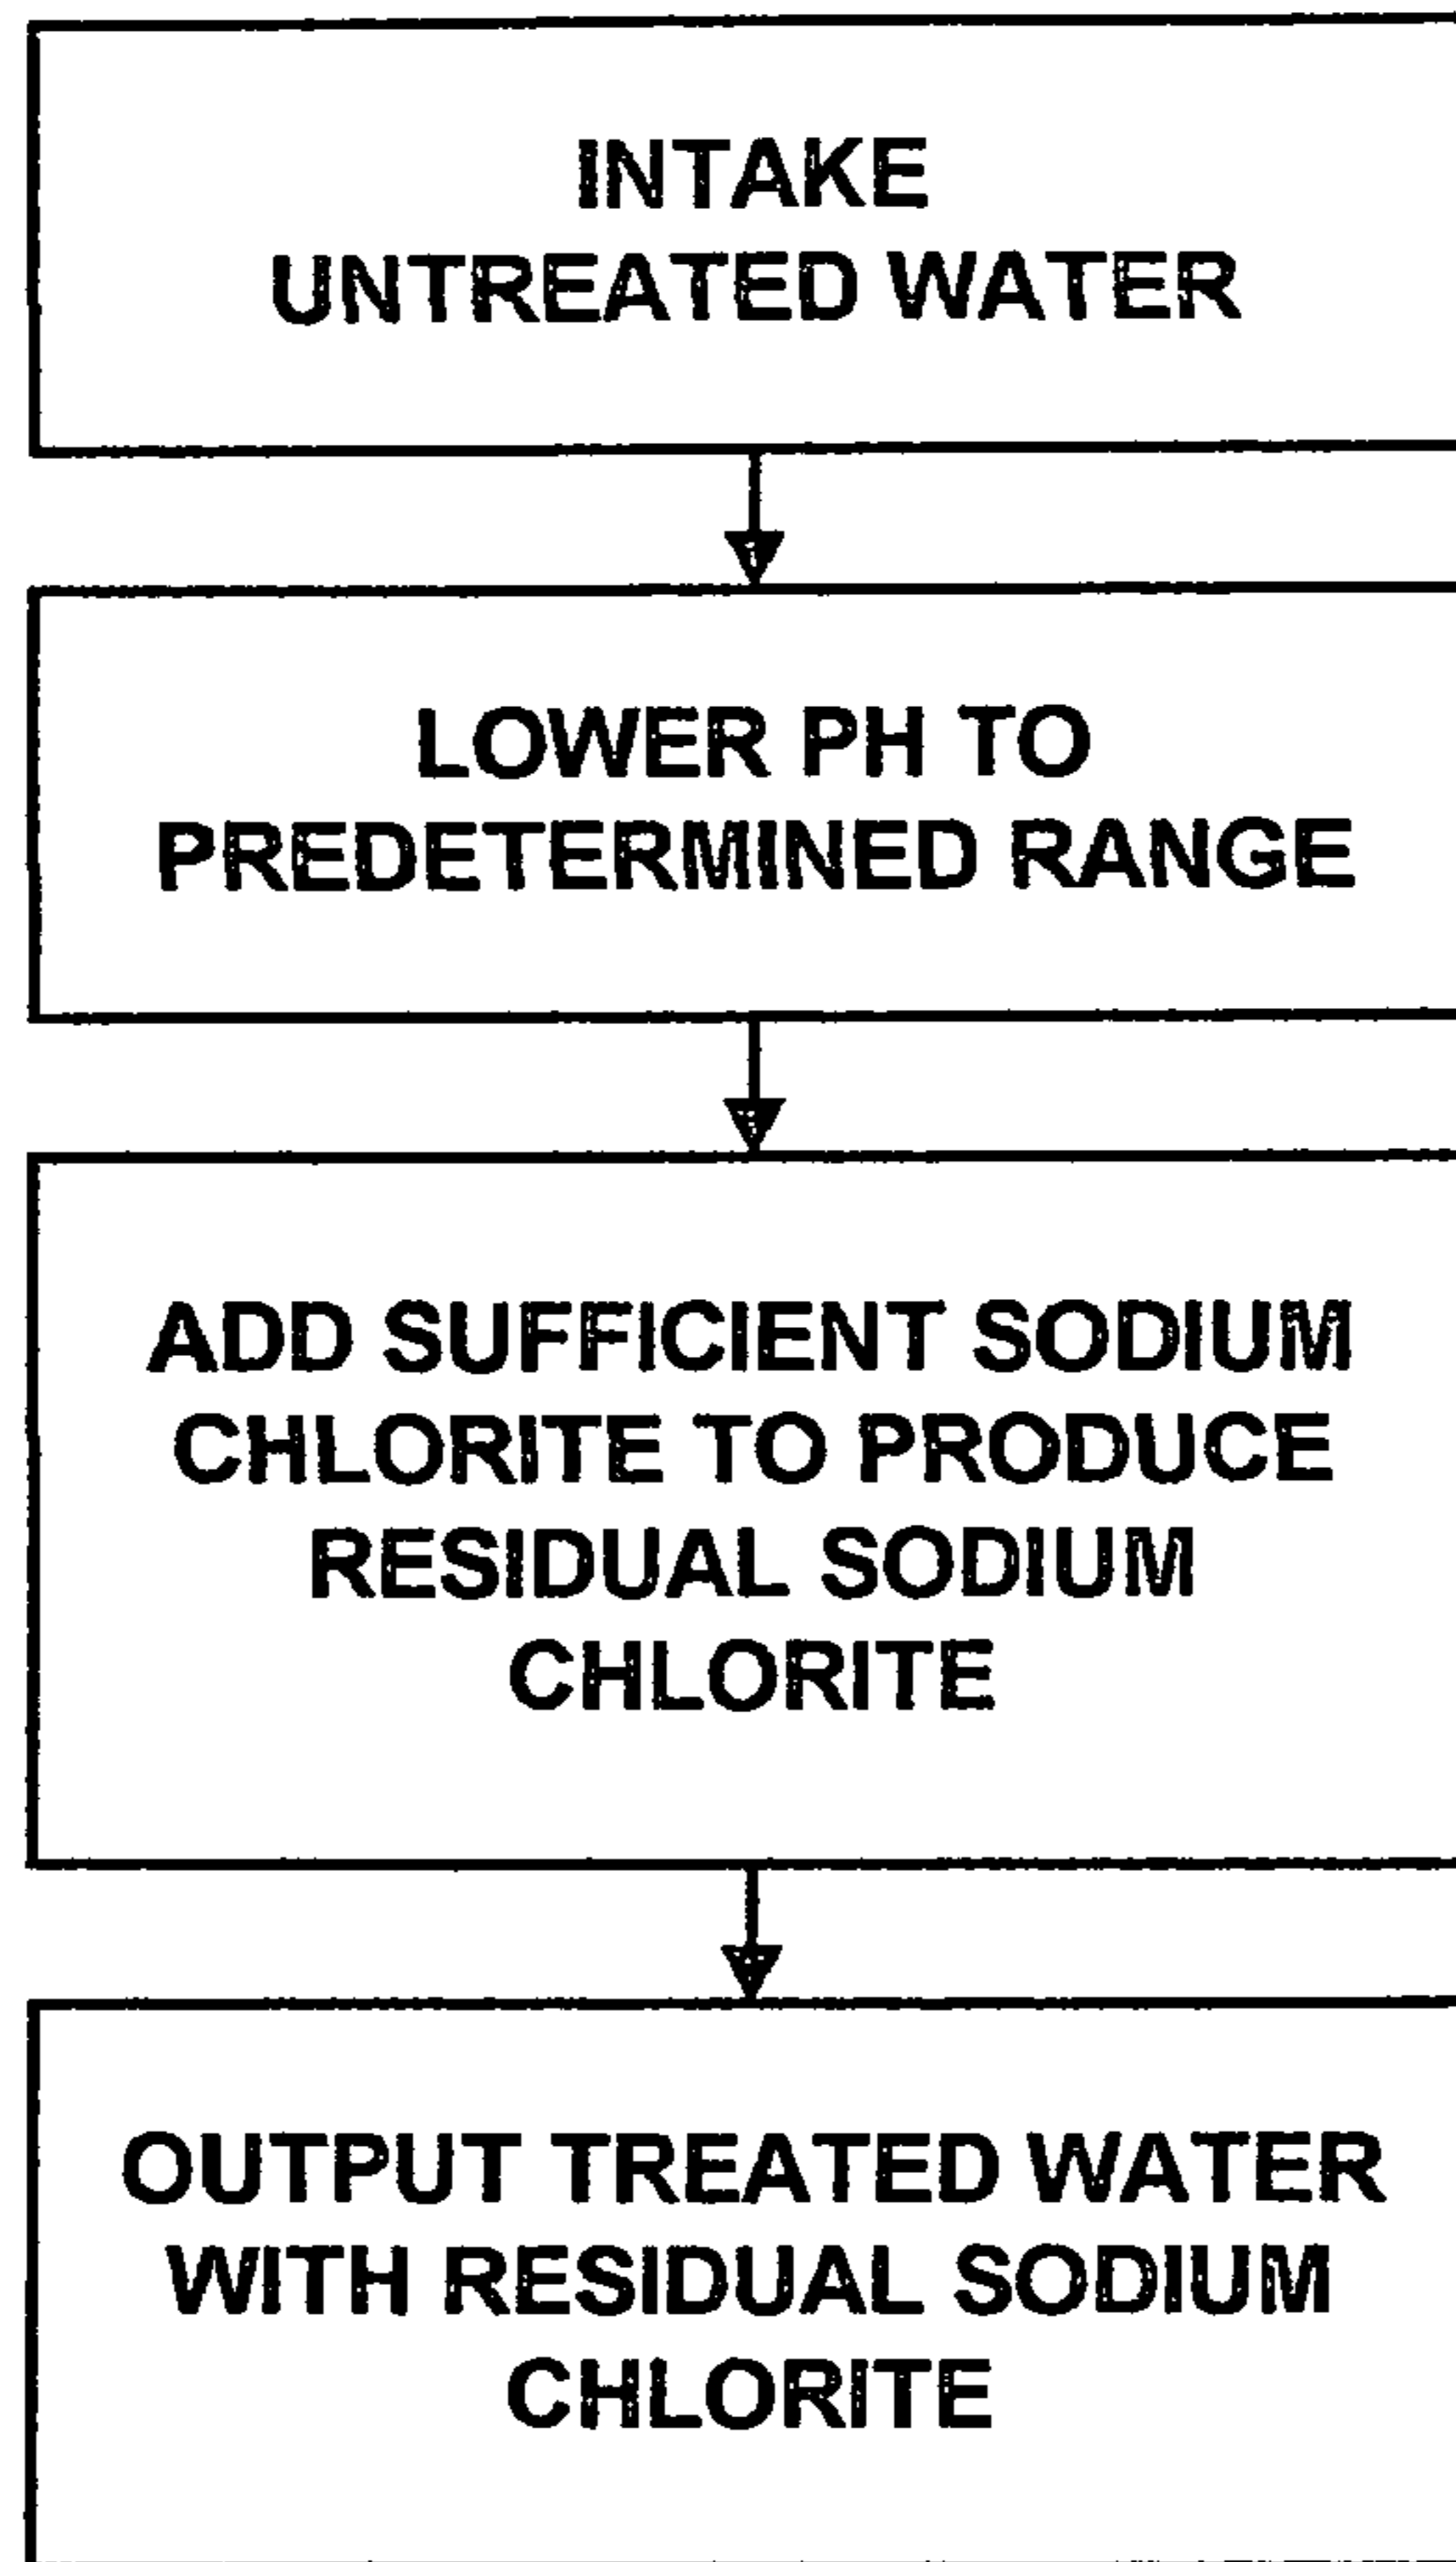 INTAKE
UNTREATED WATER
LOWER PH TO
PREDETERMINED RANGE
ADD SUFFICIENT SODIUM
CHLORITE TO PRODUCE
RESIDUAL SODIUM
CHLORITE
OUTPUT TREATED WATER
WITH RESIDUAL SODIUM
CHLORITE